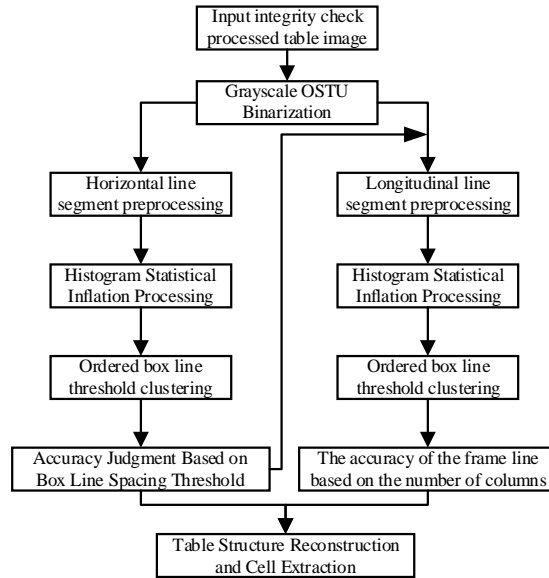 Input integrity check
processed table image
Grayscale OSTU
Binarization
Horizontal line
segment preprocessing
Histogram Statistical
Inflation Processing
Ordered box line
threshold clustering
Accuracy Judgment Based on
Box Line Spacing Threshold
Longitudinal line
segment preprocessing
Histogram Statistical
Inflation Processing
Ordered box line
threshold clustering
The accuracy of the frame line
based on the number of columns
Table Structure Reconstruction
and Cell Extraction